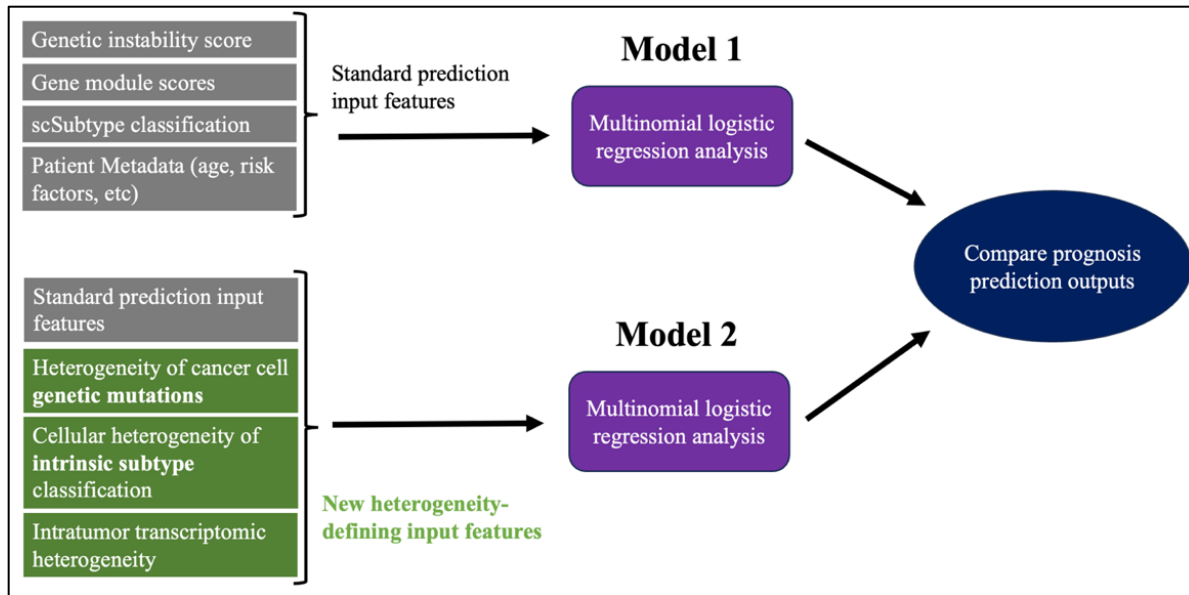 Genetic instability score
Gene module scores
scSubtype classification
Patient Metadata (age, risk
factors, etc)
Standard prediction
input features
Model 1
Multinomial logistic
regression analysis
Compare prognosis
prediction outputs
Standard prediction input
features
Heterogeneity of cancer cell
genetic mutations
Cellular heterogeneity of
intrinsic subtype
classification
Intratumor transcriptomic
heterogeneity
New heterogeneity-
defining input features
Model 2
Multinomial logistic
regression analysis